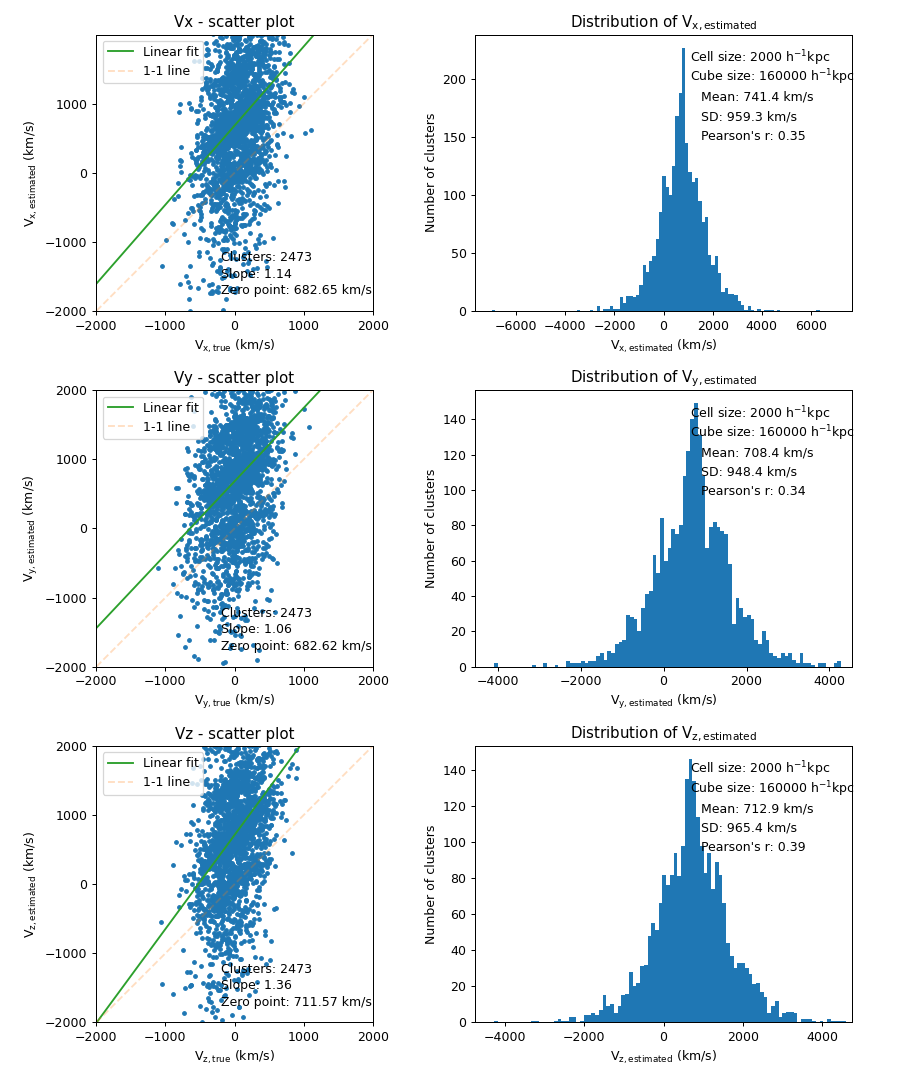 Vx - scatter plot
Linear fit
1-1 line
1000
0
−1000
−2000
Vx, estimated (km/s)
Clusters: 2473
Slope: 1.14
Zero point: 682.65 km/s
−2000 −1000 0 1000 2000
Vx, true (km/s)
Distribution of Vx, estimated
Cell size: 2000 h−1kpc
Cube size: 160000 h−1kpc
Mean: 741.4 km/s
SD: 959.3 km/s
Pearson's r: 0.35
200
150
100
50
0
Number of clusters
−6000 −4000 −2000 0 2000 4000 6000
Vx, estimated (km/s)
Vy - scatter plot
Linear fit
1-1 line
2000
1000
0
−1000
−2000
Vy, estimated (km/s)
Clusters: 2473
Slope: 1.06
Zero point: 682.62 km/s
−2000 −1000 0 1000 2000
Vy, true (km/s)
Distribution of Vy, estimated
Cell size: 2000 h−1kpc
Cube size: 160000 h−1kpc
Mean: 708.4 km/s
SD: 948.4 km/s
Pearson's r: 0.34
140
120
100
80
60
40
20
0
Number of clusters
−4000 −2000 0 2000 4000
Vy, estimated (km/s)
Vz - scatter plot
Linear fit
1-1 line
2000
1000
0
−1000
−2000
Vz, estimated (km/s)
Clusters: 2473
Slope: 1.36
Zero point: 711.57 km/s
−2000 −1000 0 1000 2000
Vz, true (km/s)
Distribution of Vz, estimated
Cell size: 2000 h−1kpc
Cube size: 160000 h−1kpc
Mean: 712.9 km/s
SD: 965.4 km/s
Pearson's r: 0.39
140
120
100
80
60
40
20
0
Number of clusters
−4000 −2000 0 2000 4000
Vz, estimated (km/s)